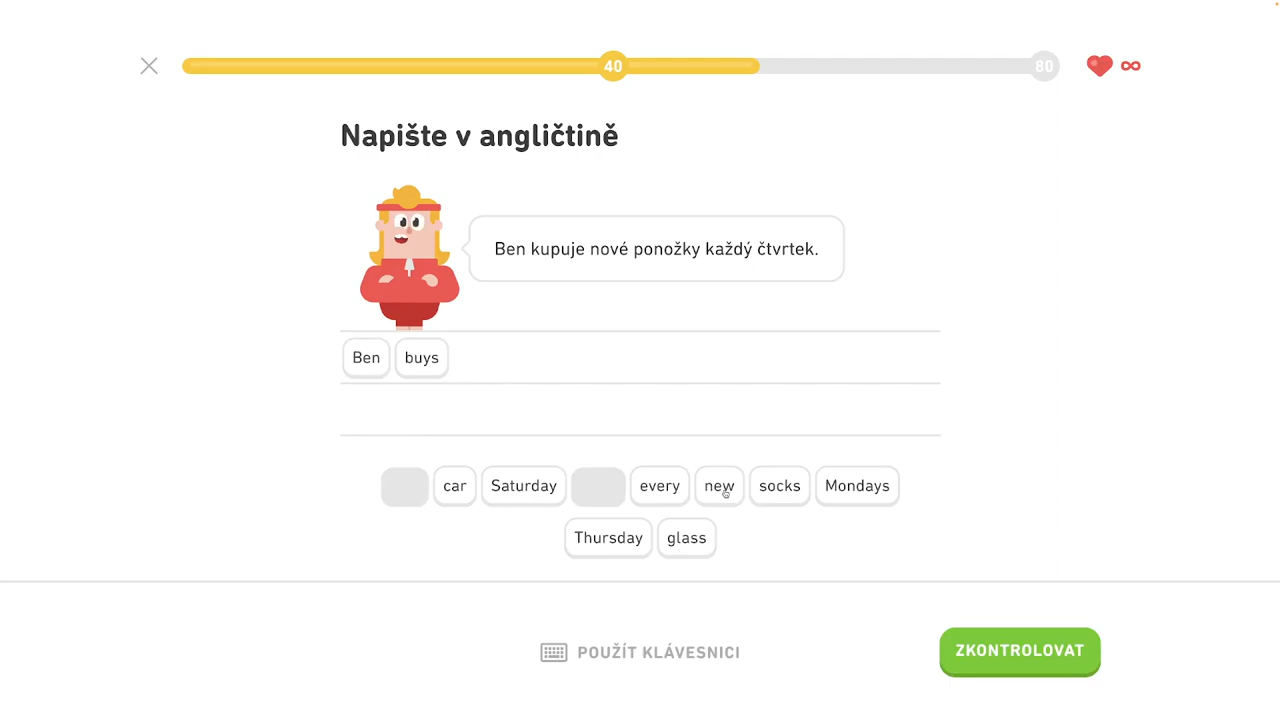 40 80 ∞
Napište v angličtině
Ben kupuje nové ponožky každý čtvrtek.
Ben buys
car Saturday every new socks Mondays
Thursday glass
POUŽÍT KLÁVESNICI ZKONTROLOVAT